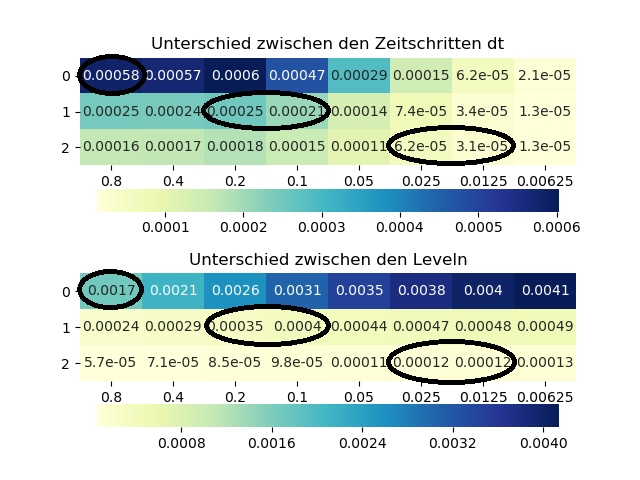 Unterschied zwischen den Zeitschritten dt
0 0.00058 0.00057 0.0006 0.00047 0.00029 0.00015 6.2e-05 2.1e-05
1 0.00025 0.00024 0.00025 0.00021 0.00014 7.4e-05 3.4e-05 1.3e-05
2 0.00016 0.00017 0.00018 0.00015 0.00011 6.2e-05 3.1e-05 1.3e-05
0.8 0.4 0.2 0.1 0.05 0.025 0.0125 0.00625
0.0001 0.0002 0.0003 0.0004 0.0005 0.0006
Unterschied zwischen den Leveln
0 0.0017 0.0021 0.0026 0.0031 0.0035 0.0038 0.004 0.0041
1 0.00024 0.00029 0.00035 0.0004 0.00044 0.00047 0.00048 0.00049
2 5.7e-05 7.1e-05 8.5e-05 9.8e-05 0.00011 0.00012 0.00012 0.00013
0.8 0.4 0.2 0.1 0.05 0.025 0.0125 0.00625
0.0008 0.0016 0.0024 0.0032 0.0040